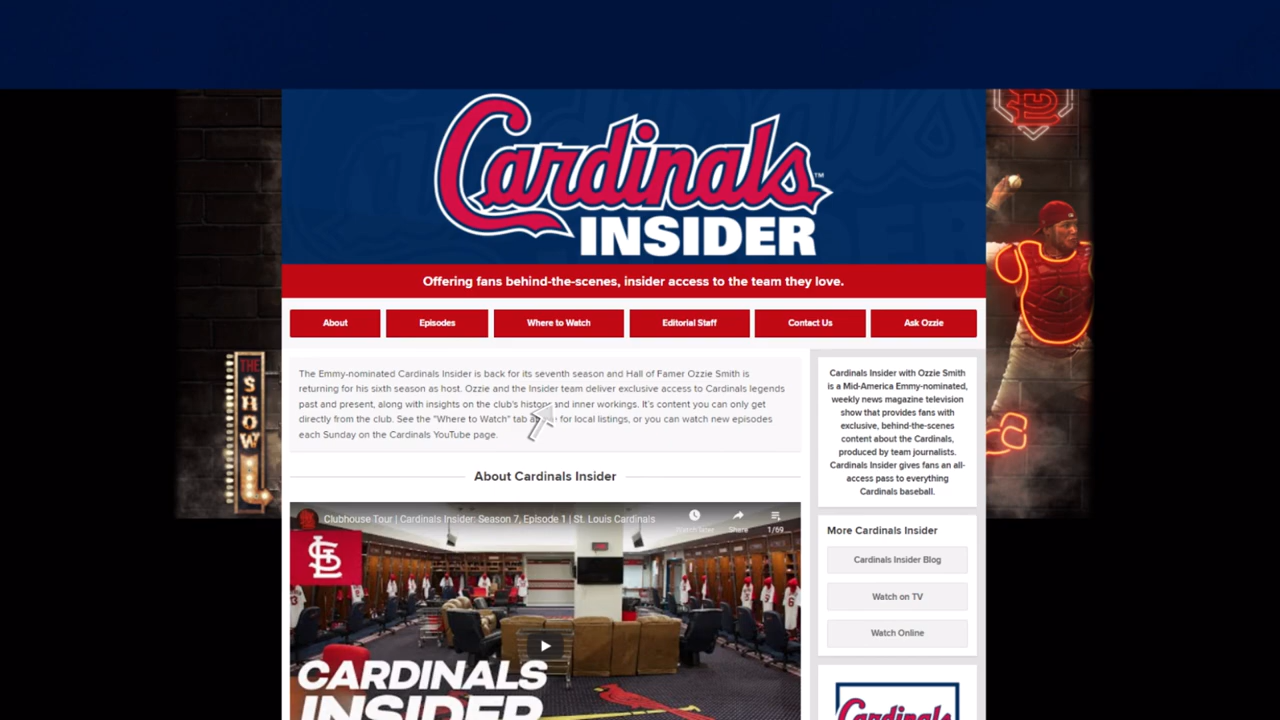 Cardinals™
INSIDER
Offering fans behind-the-scenes, insider access to the team they love.
About
Episodes
Where to Watch
Editorial Staff
Contact Us
Ask Ozzie
The Emmy-nominated Cardinals Insider is back for its seventh season and Hall of Famer Ozzie Smith is
returning for his sixth season as host. Ozzie and the Insider team deliver exclusive access to Cardinals legends
past and present, along with insights on the club's history and inner workings. It's content you can only get
directly from the club. See the "Where to Watch" tab for local listings, or you can watch new episodes
each Sunday on the Cardinals YouTube page.
About Cardinals Insider
Clubhouse Tour | Cardinals Insider: Season 7, Episode 1 | St. Louis Cardinals
Watch later
Share
1/69
STL
CARDINALS
INSIDER
Cardinals Insider with Ozzie Smith
is a Mid-America Emmy-nominated,
weekly news magazine television
show that provides fans with
exclusive, behind-the-scenes
content about the Cardinals,
produced by team journalists.
Cardinals Insider gives fans an all-
access pass to everything
Cardinals baseball.
More Cardinals Insider
Cardinals Insider Blog
Watch on TV
Watch Online
Cardinals
THE
$
HOW